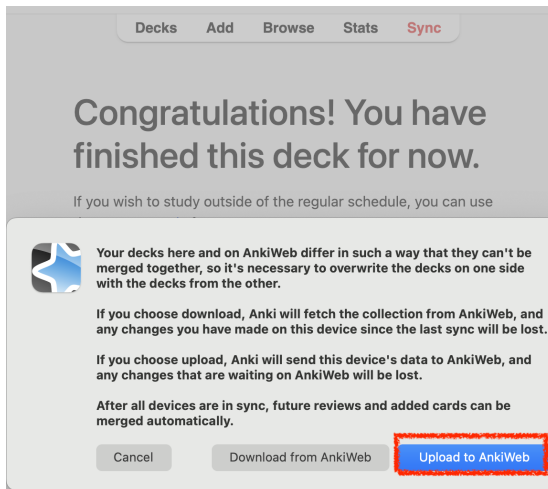 Decks Add Browse Stats Sync
Congratulations! You have
finished this deck for now.
If you wish to study outside of the regular schedule, you can use
Your decks here and on AnkiWeb differ in such a way that they can't be
merged together, so it's necessary to overwrite the decks on one side
with the decks from the other.
If you choose download, Anki will fetch the collection from AnkiWeb, and
any changes you have made on this device since the last sync will be lost.
If you choose upload, Anki will send this device's data to AnkiWeb, and
any changes that are waiting on AnkiWeb will be lost.
After all devices are in sync, future reviews and added cards can be
merged automatically.
Cancel Download from AnkiWeb Upload to AnkiWeb